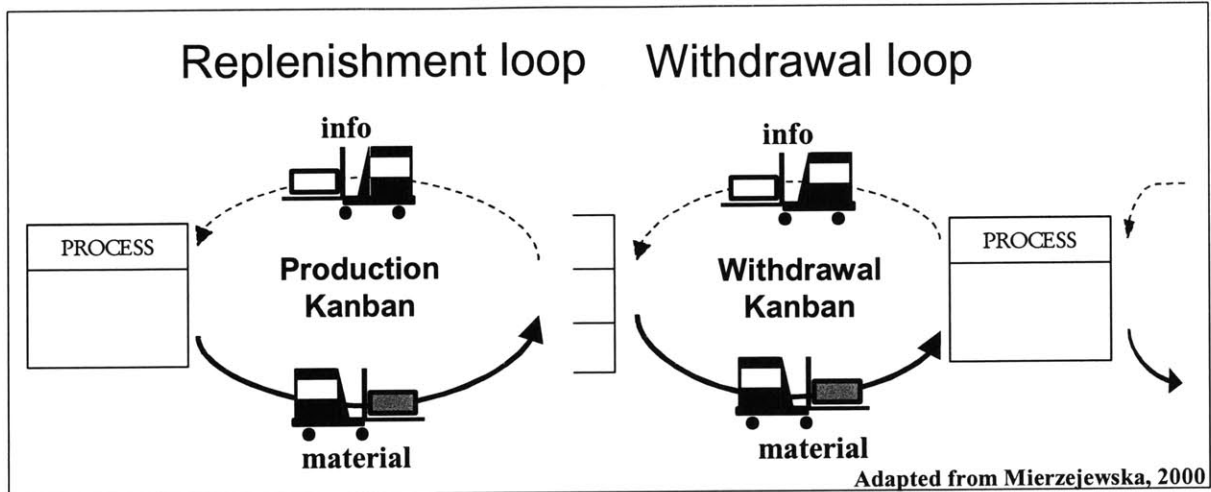 Replenishment loop
Withdrawal loop
info
info
PROCESS
Production
Kanban
Withdrawal
Kanban
PROCESS
material
material
Adapted from Mierzejewska, 2000